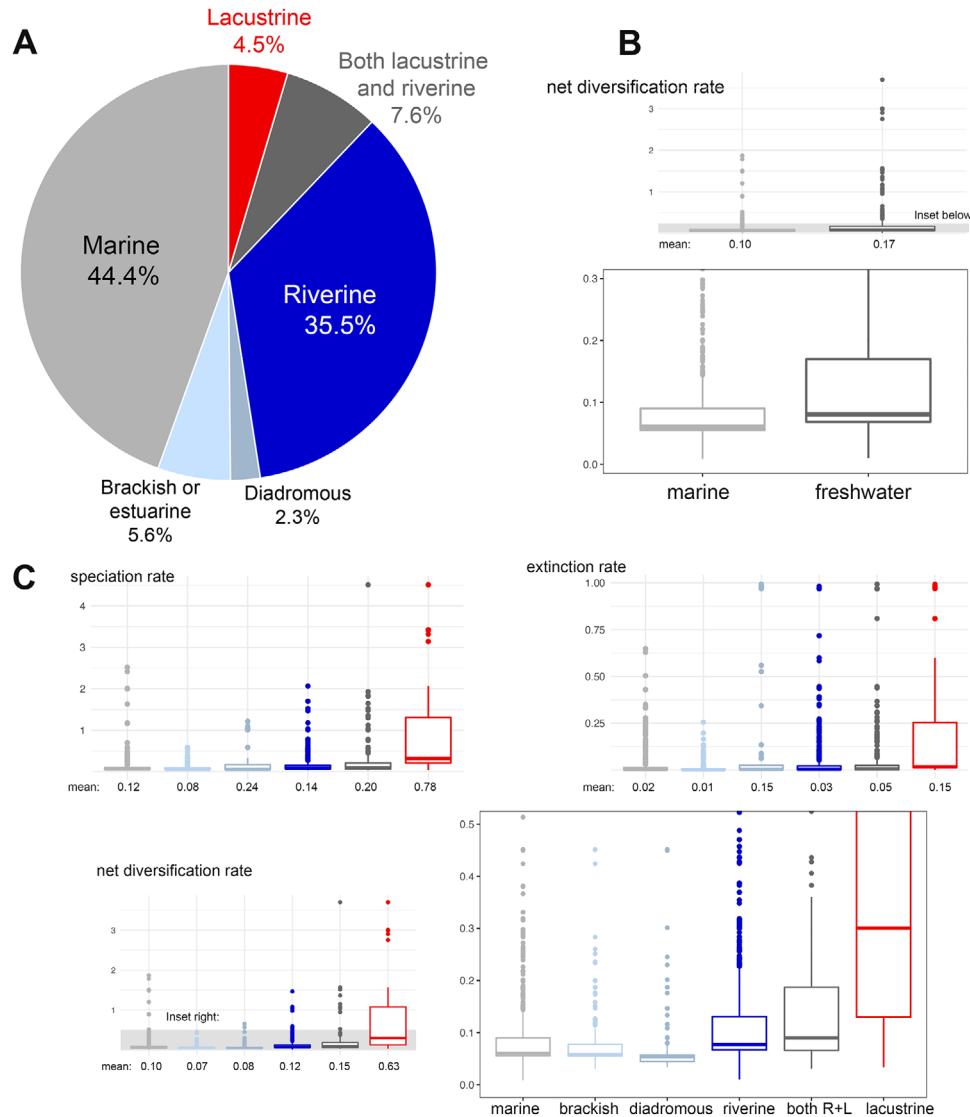 A
Lacustrine
4.5%
Both lacustrine
and riverine
7.6%
Marine
44.4%
Riverine
35.5%
Brackish or
estuarine
5.6%
Diadromous
2.3%
B
net diversification rate
3
2
1
Inset below
mean: 0.10 0.17
0.3
0.2
0.1
0.0
marine freshwater
C
speciation rate
4
3
2
1
mean: 0.12 0.08 0.24 0.14 0.20 0.78
extinction rate
1.00
0.75
0.50
0.25
mean: 0.02 0.01 0.15 0.03 0.05 0.15
net diversification rate
3
2
1
Inset right:
mean: 0.10 0.07 0.08 0.12 0.15 0.63
0.5
0.4
0.3
0.2
0.1
0.0
marine brackish diadromous riverine both R+L lacustrine